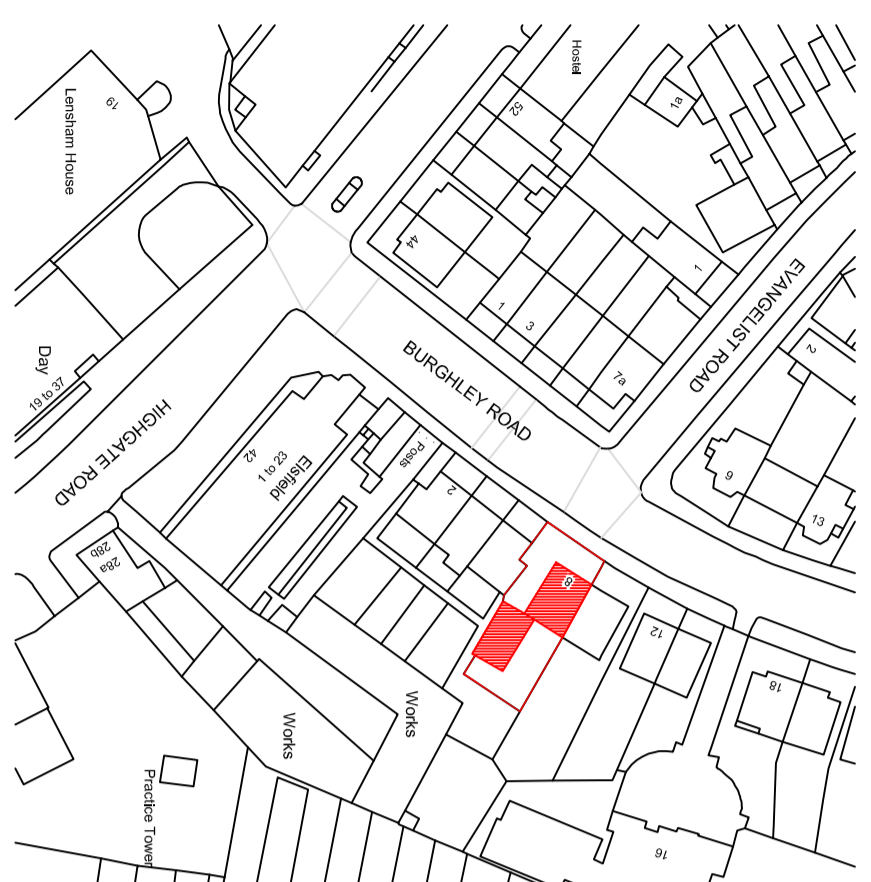 Hostel
19
Lensham House
52
1a
44
1
1
3
7a
EVANGELIST ROAD
2
BURGHLEY ROAD
Day
19 to 37
HIGHGATE ROAD
42
1 to 23
Elsfield
Posts
2
9
13
28b
28a
8
12
18
Works
Works
Practice Tower
16